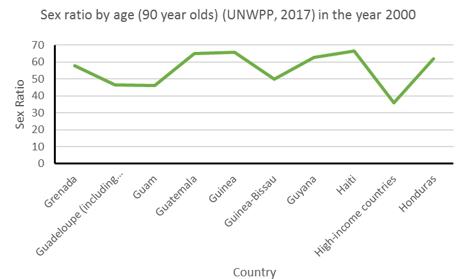 Sex ratio by age (90 year olds) (UNWPP, 2017) in the year 2000
70
60
50
40
30
20
10
0
Sex Ratio
Grenada
Guadeloupe (including...
Guam
Guatemala
Guinea
Guinea-Bissau
Guyana
Haiti
High-income countries
Honduras
Country